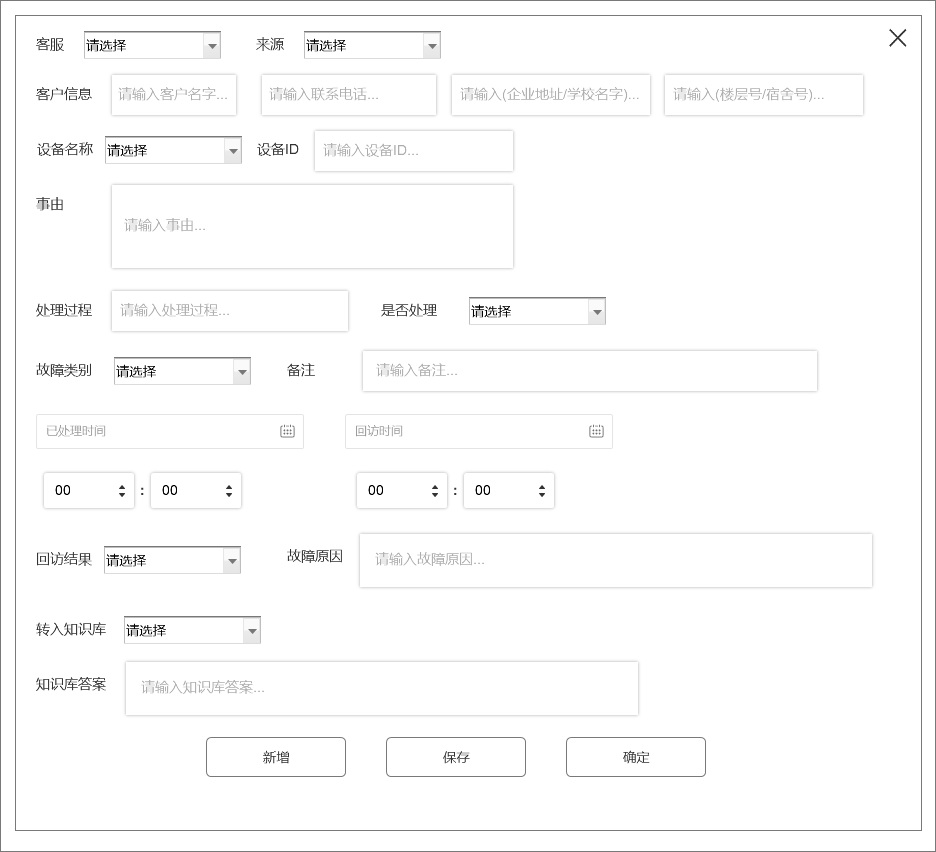 客服 请选择 来源 请选择
客户信息 请输入客户名字... 请输入联系电话... 请输入(企业地址/学校名字)... 请输入(楼层号/宿舍号)...
设备名称 请选择 设备ID 请输入设备ID...
事由 请输入事由...
处理过程 请输入处理过程... 是否处理 请选择
故障类别 请选择 备注 请输入备注...
已处理时间 回访时间
00 : 00 00 : 00
回访结果 请选择 故障原因 请输入故障原因...
转入知识库 请选择
知识库答案 请输入知识库答案...
新增 保存 确定